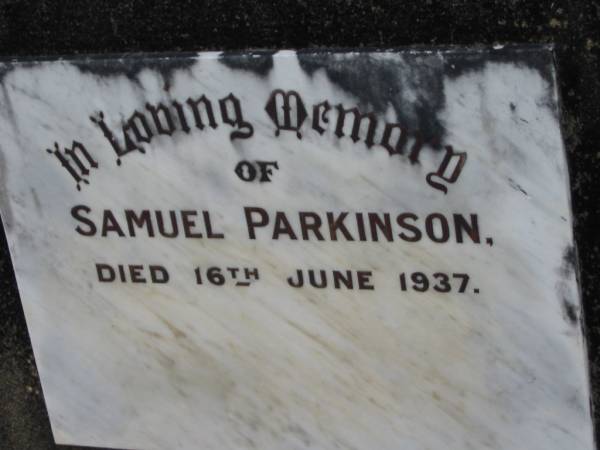 In Loving Memory
OF
SAMUEL PARKINSON,
DIED 16TH JUNE 1937.